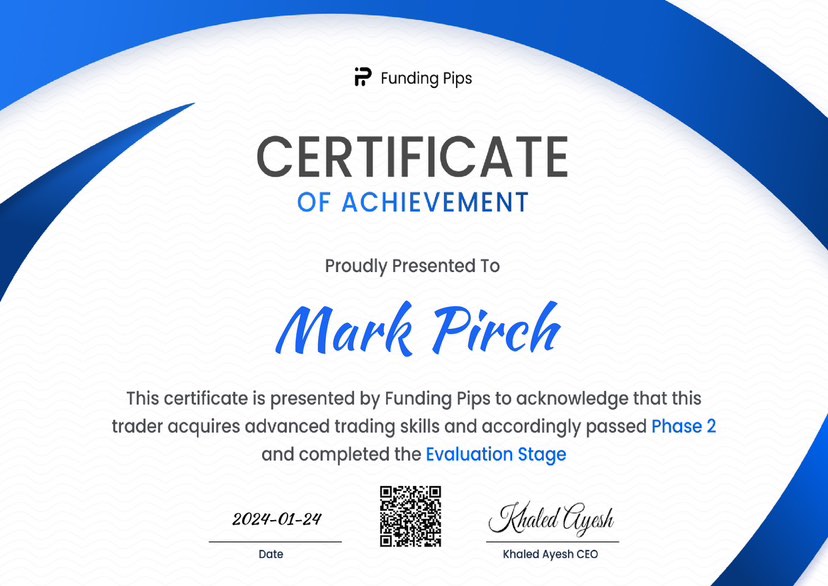 Funding Pips
CERTIFICATE
OF ACHIEVEMENT
Proudly Presented To
Mark Pirch
This certificate is presented by Funding Pips to acknowledge that this
trader acquires advanced trading skills and accordingly passed Phase 2
and completed the Evaluation Stage
2024-01-24
Khaled Ayesh
Date
Khaled Ayesh CEO